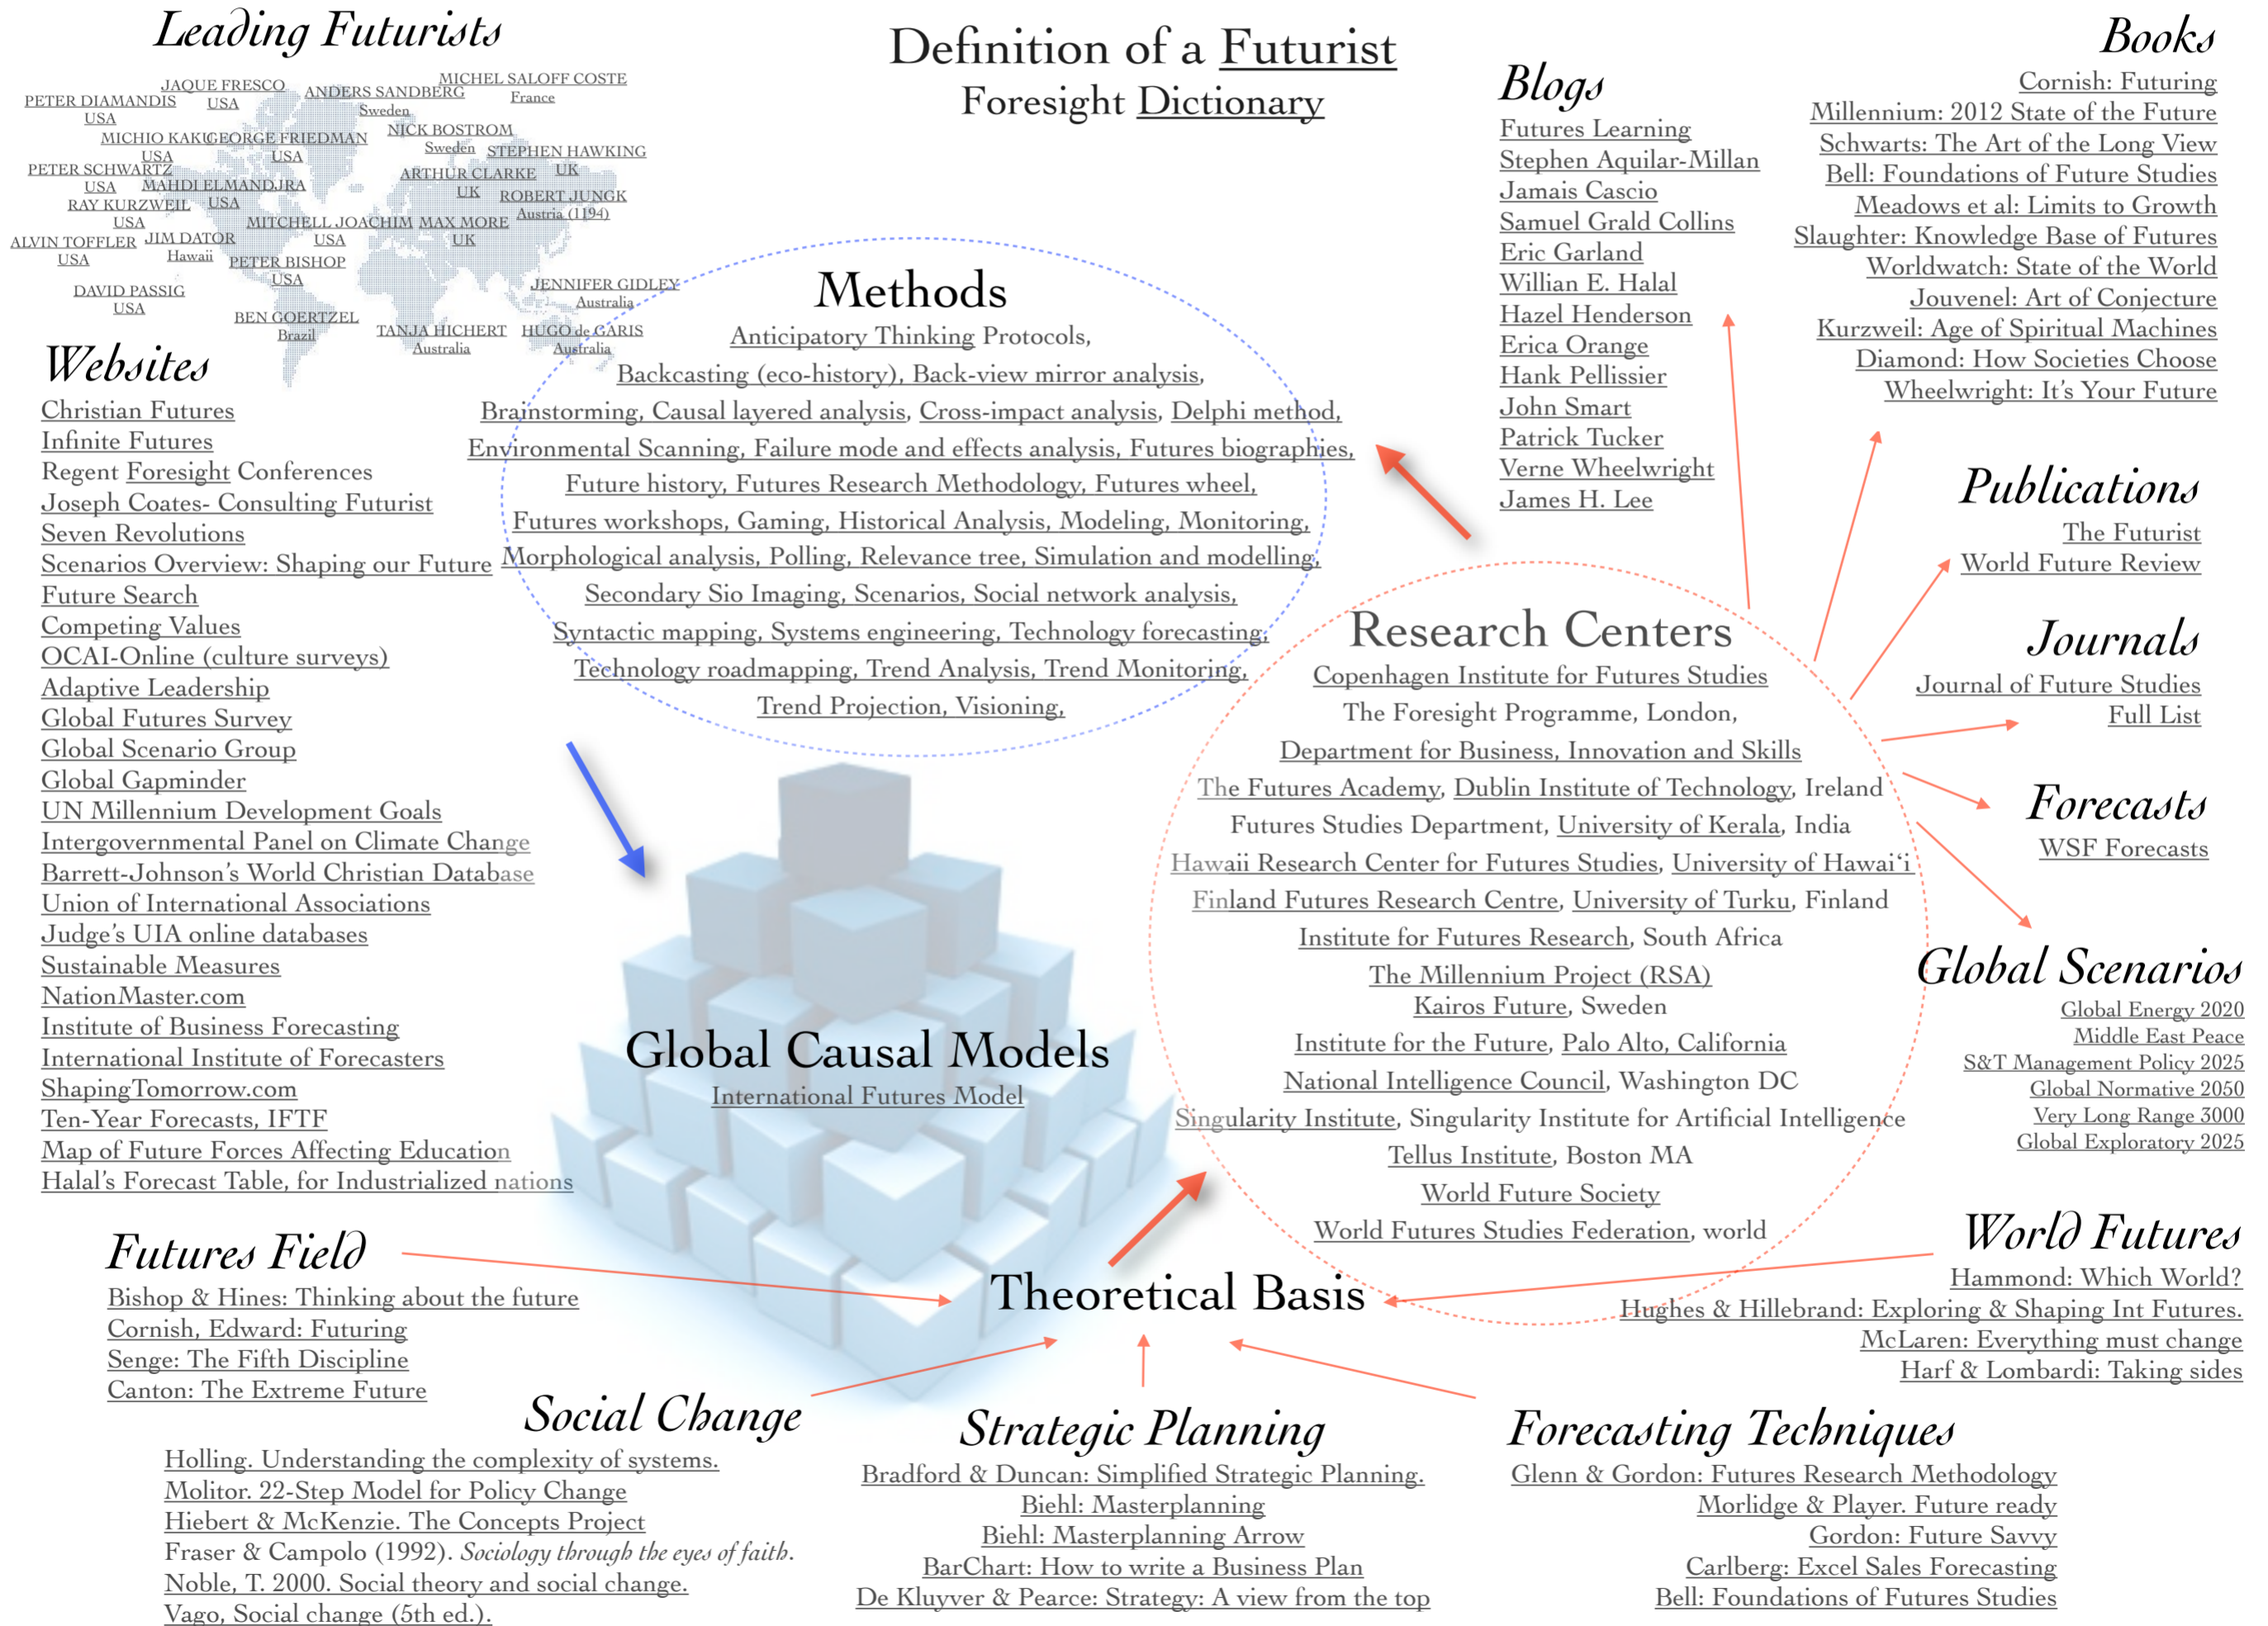 Leading Futurists
JAQUE FRESCO
USA
PETER DIAMANDIS
USA
ANDERS SANDBERG
Sweden
MICHEL SALOFF COSTE
France
MICHIO KAKU
USA
GEORGE FRIEDMAN
USA
NICK BOSTROM
Sweden
STEPHEN HAWKING
UK
PETER SCHWARTZ
USA
MAHDI ELMANDJRA
USA
ARTHUR CLARKE
UK
ROBERT JUNGK
Austria (1194)
RAY KURZWEIL
USA
MITCHELL JOACHIM
USA
MAX MORE
UK
ALVIN TOFFLER
USA
JIM DATOR
Hawaii
PETER BISHOP
USA
DAVID PASSIG
USA
JENNIFER GIDLEY
Australia
BEN GOERTZEL
Brazil
TANJA HICHERT
Australia
HUGO de GARIS
Australia
Definition of a Futurist
Foresight Dictionary
Blogs
Futures Learning
Stephen Aquilar-Millan
Jamais Cascio
Samuel Grald Collins
Eric Garland
Willian E. Halal
Hazel Henderson
Erica Orange
Hank Pellissier
John Smart
Patrick Tucker
Verne Wheelwright
James H. Lee
Books
Cornish: Futuring
Millennium: 2012 State of the Future
Schwarts: The Art of the Long View
Bell: Foundations of Future Studies
Meadows et al: Limits to Growth
Slaughter: Knowledge Base of Futures
Worldwatch: State of the World
Jouvenel: Art of Conjecture
Kurzweil: Age of Spiritual Machines
Diamond: How Societies Choose
Wheelwright: It's Your Future
Methods
Anticipatory Thinking Protocols,
Backcasting (eco-history), Back-view mirror analysis,
Brainstorming, Causal layered analysis, Cross-impact analysis, Delphi method,
Environmental Scanning, Failure mode and effects analysis, Futures biographies,
Future history, Futures Research Methodology, Futures wheel,
Futures workshops, Gaming, Historical Analysis, Modeling, Monitoring,
Morphological analysis, Polling, Relevance tree, Simulation and modelling,
Secondary Sio Imaging, Scenarios, Social network analysis,
Syntactic mapping, Systems engineering, Technology forecasting,
Technology roadmapping, Trend Analysis, Trend Monitoring,
Trend Projection, Visioning,
Websites
Christian Futures
Infinite Futures
Regent Foresight Conferences
Joseph Coates- Consulting Futurist
Seven Revolutions
Scenarios Overview: Shaping our Future
Future Search
Competing Values
OCAI-Online (culture surveys)
Adaptive Leadership
Global Futures Survey
Global Scenario Group
Global Gapminder
UN Millennium Development Goals
Intergovernmental Panel on Climate Change
Barrett-Johnson's World Christian Database
Union of International Associations
Judge's UIA online databases
Sustainable Measures
NationMaster.com
Institute of Business Forecasting
International Institute of Forecasters
ShapingTomorrow.com
Ten-Year Forecasts, IFTF
Map of Future Forces Affecting Education
Halal's Forecast Table, for Industrialized nations
Publications
The Futurist
World Future Review
Journals
Journal of Future Studies
Full List
Forecasts
WSF Forecasts
Research Centers
Copenhagen Institute for Futures Studies
The Foresight Programme, London,
Department for Business, Innovation and Skills
The Futures Academy, Dublin Institute of Technology, Ireland
Futures Studies Department, University of Kerala, India
Hawaii Research Center for Futures Studies, University of Hawai‘i
Finland Futures Research Centre, University of Turku, Finland
Institute for Futures Research, South Africa
The Millennium Project (RSA)
Kairos Future, Sweden
Institute for the Future, Palo Alto, California
National Intelligence Council, Washington DC
Singularity Institute, Singularity Institute for Artificial Intelligence
Tellus Institute, Boston MA
World Future Society
World Futures Studies Federation, world
Global Scenarios
Global Energy 2020
Middle East Peace
S&T Management Policy 2025
Global Normative 2050
Very Long Range 3000
Global Exploratory 2025
Global Causal Models
International Futures Model
Theoretical Basis
Futures Field
Bishop & Hines: Thinking about the future
Cornish, Edward: Futuring
Senge: The Fifth Discipline
Canton: The Extreme Future
World Futures
Hammond: Which World?
Hughes & Hillebrand: Exploring & Shaping Int Futures.
McLaren: Everything must change
Harf & Lombardi: Taking sides
Social Change
Holling. Understanding the complexity of systems.
Molitor. 22-Step Model for Policy Change
Hiebert & McKenzie. The Concepts Project
Fraser & Campolo (1992). Sociology through the eyes of faith.
Noble, T. 2000. Social theory and social change.
Vago, Social change (5th ed.).
Strategic Planning
Bradford & Duncan: Simplified Strategic Planning.
Biehl: Masterplanning
Biehl: Masterplanning Arrow
BarChart: How to write a Business Plan
De Kluyver & Pearce: Strategy: A view from the top
Forecasting Techniques
Glenn & Gordon: Futures Research Methodology
Morlidge & Player. Future ready
Gordon: Future Savvy
Carlberg: Excel Sales Forecasting
Bell: Foundations of Futures Studies